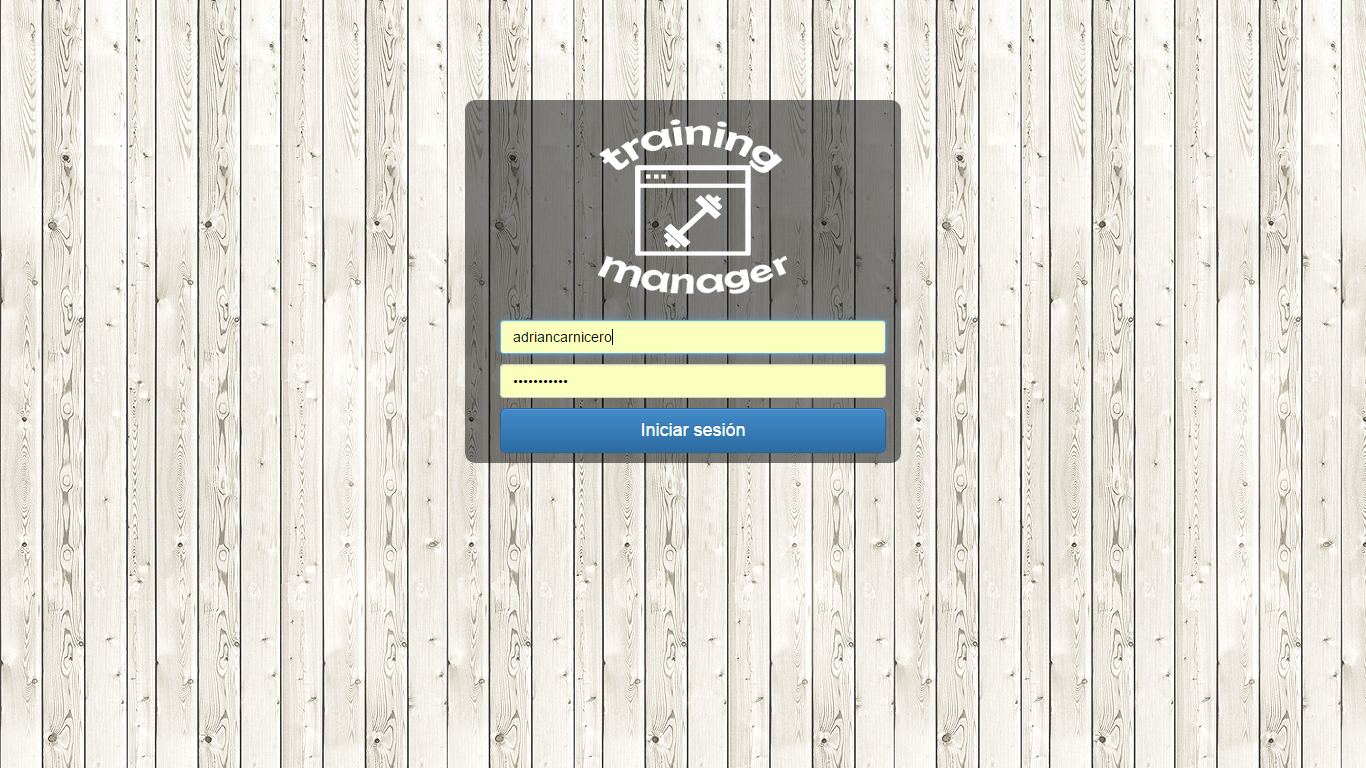 training
manager
adriancarnicero
•••••••••••
Iniciar sesión